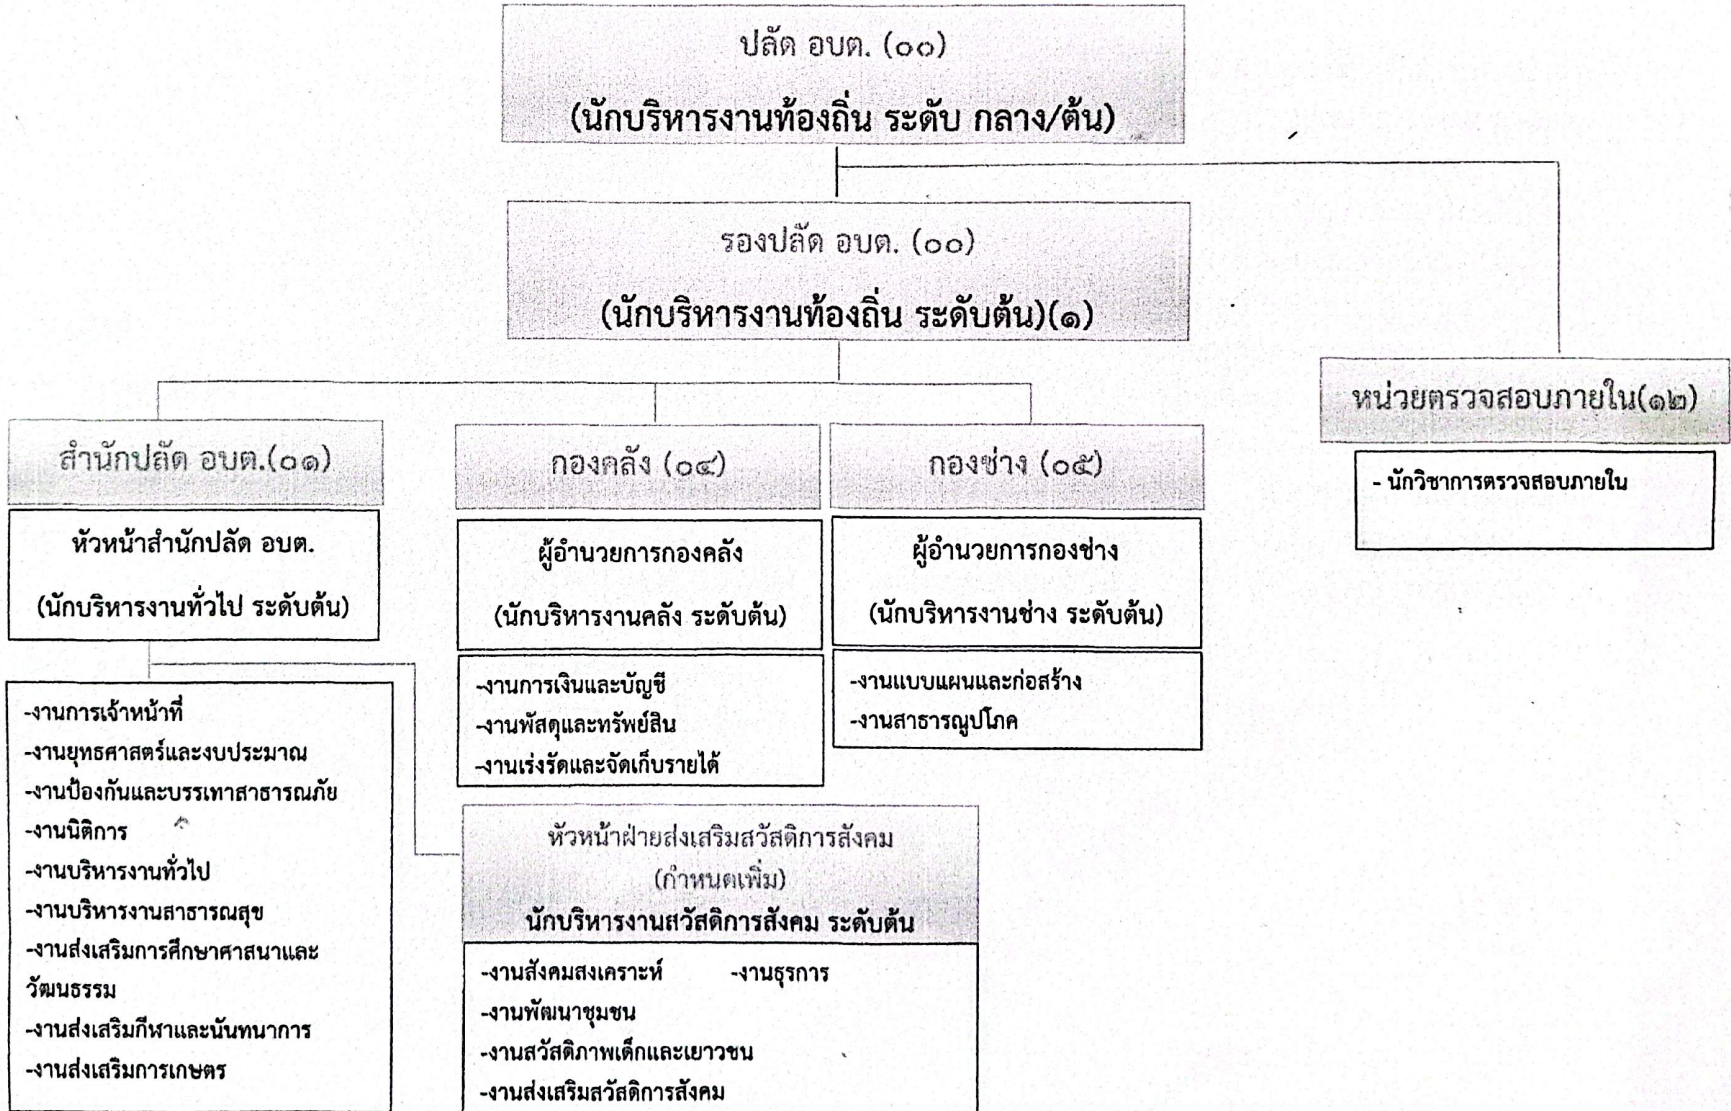 ปลัด อบต. (๐๐)
(นักบริหารงานท้องถิ่น ระดับ กลาง/ต้น)
รองปลัด อบต. (๐๐)
(นักบริหารงานท้องถิ่น ระดับต้น)(๑)
หน่วยตรวจสอบภายใน(๑๒)
- นักวิชาการตรวจสอบภายใน
สำนักปลัด อบต.(๐๑)
หัวหน้าสำนักปลัด อบต.
(นักบริหารงานทั่วไป ระดับต้น)
-งานการเจ้าหน้าที่
-งานยุทธศาสตร์และงบประมาณ
-งานป้องกันและบรรเทาสาธารณภัย
-งานนิติการ
-งานบริหารงานทั่วไป
-งานบริหารงานสาธารณสุข
-งานส่งเสริมการศึกษาศาสนาและ
วัฒนธรรม
-งานส่งเสริมกีฬาและนันทนาการ
-งานส่งเสริมการเกษตร
กองคลัง (๐๔)
ผู้อำนวยการกองคลัง
(นักบริหารงานคลัง ระดับต้น)
-งานการเงินและบัญชี
-งานพัสดุและทรัพย์สิน
-งานเร่งรัดและจัดเก็บรายได้
กองช่าง (๐๕)
ผู้อำนวยการกองช่าง
(นักบริหารงานช่าง ระดับต้น)
-งานแบบแผนและก่อสร้าง
-งานสาธารณูปโภค
หัวหน้าฝ่ายส่งเสริมสวัสดิการสังคม
(กำหนดเพิ่ม)
นักบริหารงานสวัสดิการสังคม ระดับต้น
-งานสังคมสงเคราะห์ -งานธุรการ
-งานพัฒนาชุมชน
-งานสวัสดิภาพเด็กและเยาวชน
-งานส่งเสริมสวัสดิการสังคม